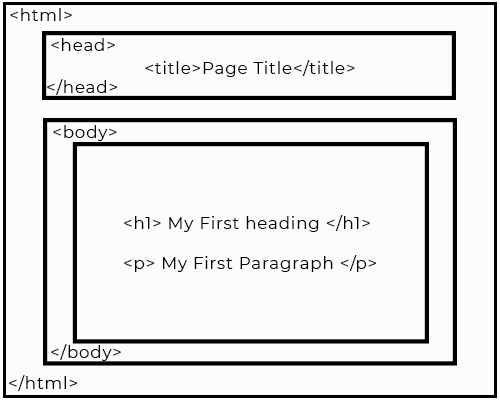 <html>
<head>
<title>Page Title</title>
</head>
<body>
<h1> My First heading </h1>
<p> My First Paragraph </p>
</body>
</html>